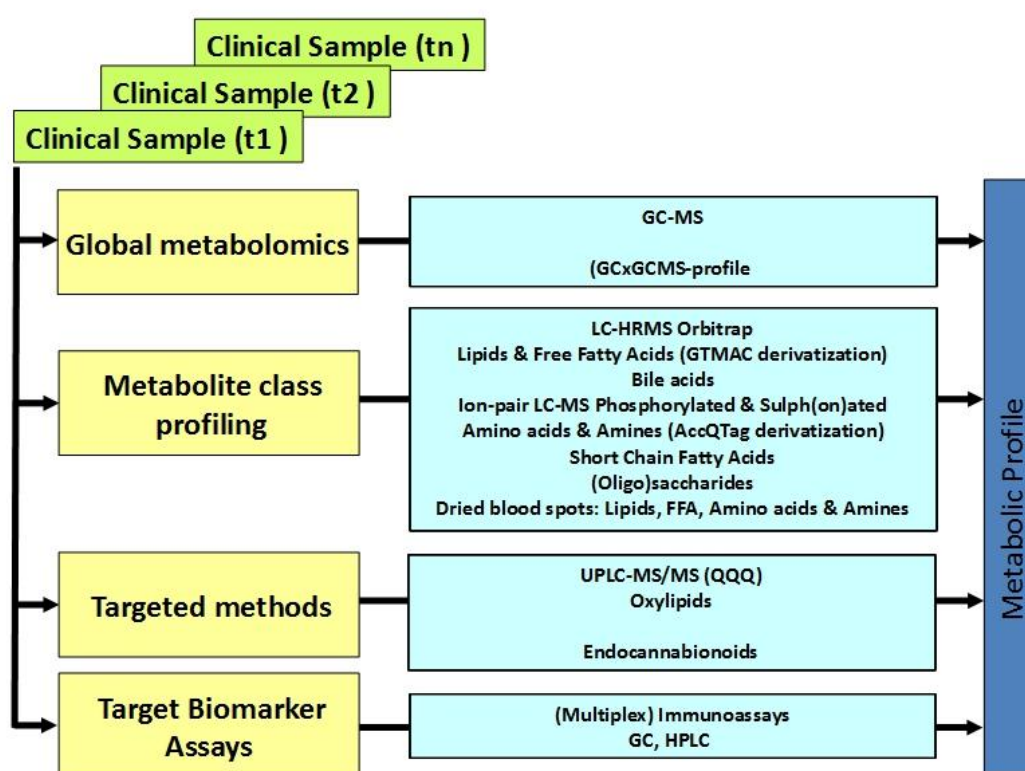 Clinical Sample (tn )
Clinical Sample (t2 )
Clinical Sample (t1 )
Global metabolomics
GC-MS
(GCxGCMS-profile
Metabolite class
profiling
LC-HRMS Orbitrap
Lipids & Free Fatty Acids (GTMAC derivatization)
Bile acids
Ion-pair LC-MS Phosphorylated & Sulph(on)ated
Amino acids & Amines (AccQTag derivatization)
Short Chain Fatty Acids
(Oligo)saccharides
Dried blood spots: Lipids, FFA, Amino acids & Amines
Targeted methods
UPLC-MS/MS (QQQ)
Oxylipids
Endocannabionoids
Target Biomarker
Assays
(Multiplex) Immunoassays
GC, HPLC
Metabolic Profile